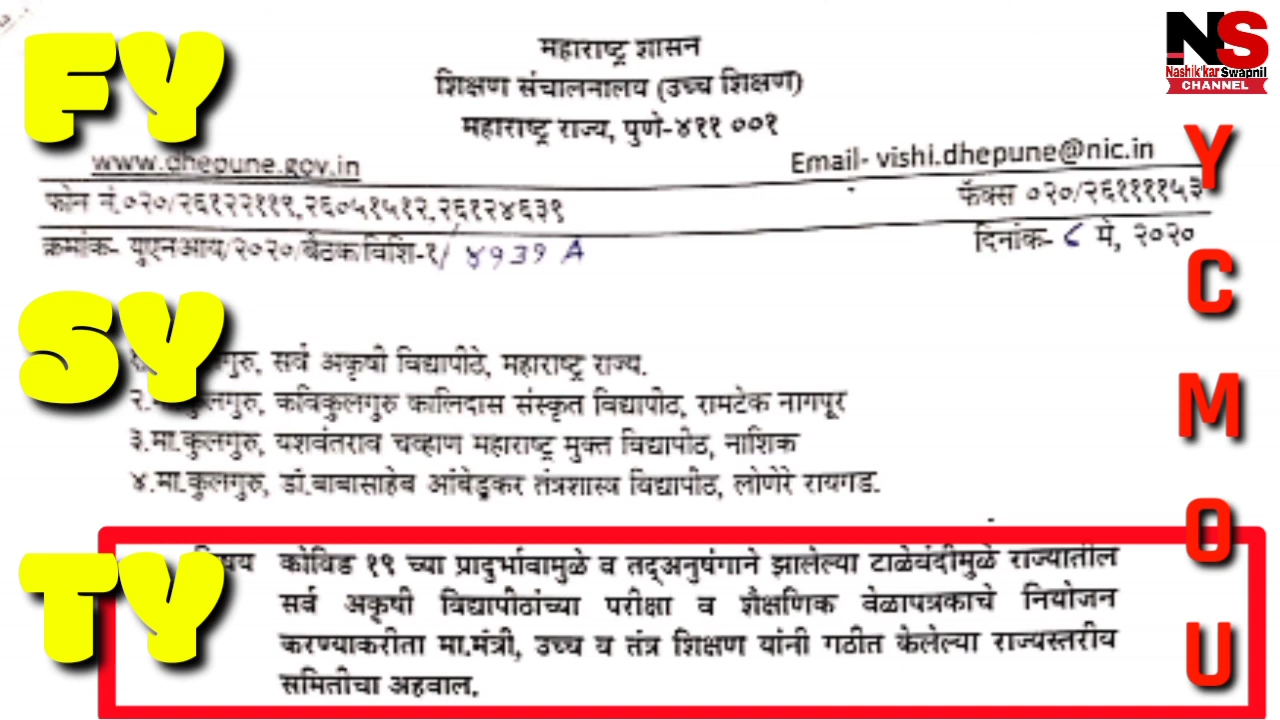 महाराष्ट्र शासन
शिक्षण संचालनालय (उच्च शिक्षण)
महाराष्ट्र राज्य, पुणे-४११ ००१
www.dhepune.gov.in
Email- vishi.dhepune@nic.in
फोन नं.०२०/२६१२२११९,२६०५१५१२,२६१२४६३९
फॅक्स ०२०/२६११११५३
क्रमांक- यूएनआय/२०२०/बैठक/विशि-१/ ४९३९ A
दिनांक- ८ मे, २०२०
सर्व अकृषी विद्यापीठे, महाराष्ट्र राज्य.
२. कुलगुरु, कविकुलगुरु कालिदास संस्कृत विद्यापीठ, रामटेक नागपूर
३.मा.कुलगुरु, यशवंतराव चव्हाण महाराष्ट्र मुक्त विद्यापीठ, नाशिक
४.मा.कुलगुरु, डॉ.बाबासाहेब आंबेडकर तंत्रशास्त्र विद्यापीठ, लोणेरे रायगड.
कोविड १९ च्या प्रादुर्भावामुळे व तद्अनुषंगाने झालेल्या टाळेबंदीमुळे राज्यातील
सर्व अकृषी विद्यापीठांच्या परीक्षा व शैक्षणिक वेळापत्रकाचे नियोजन
करण्याकरीता मा.मंत्री, उच्च व तंत्र शिक्षण यांनी गठीत केलेल्या राज्यस्तरीय
समितीचा अहवाल.
FY
SY
TY
NS
Nashik'kar Swapnil
CHANNEL
Y
C
M
O
U